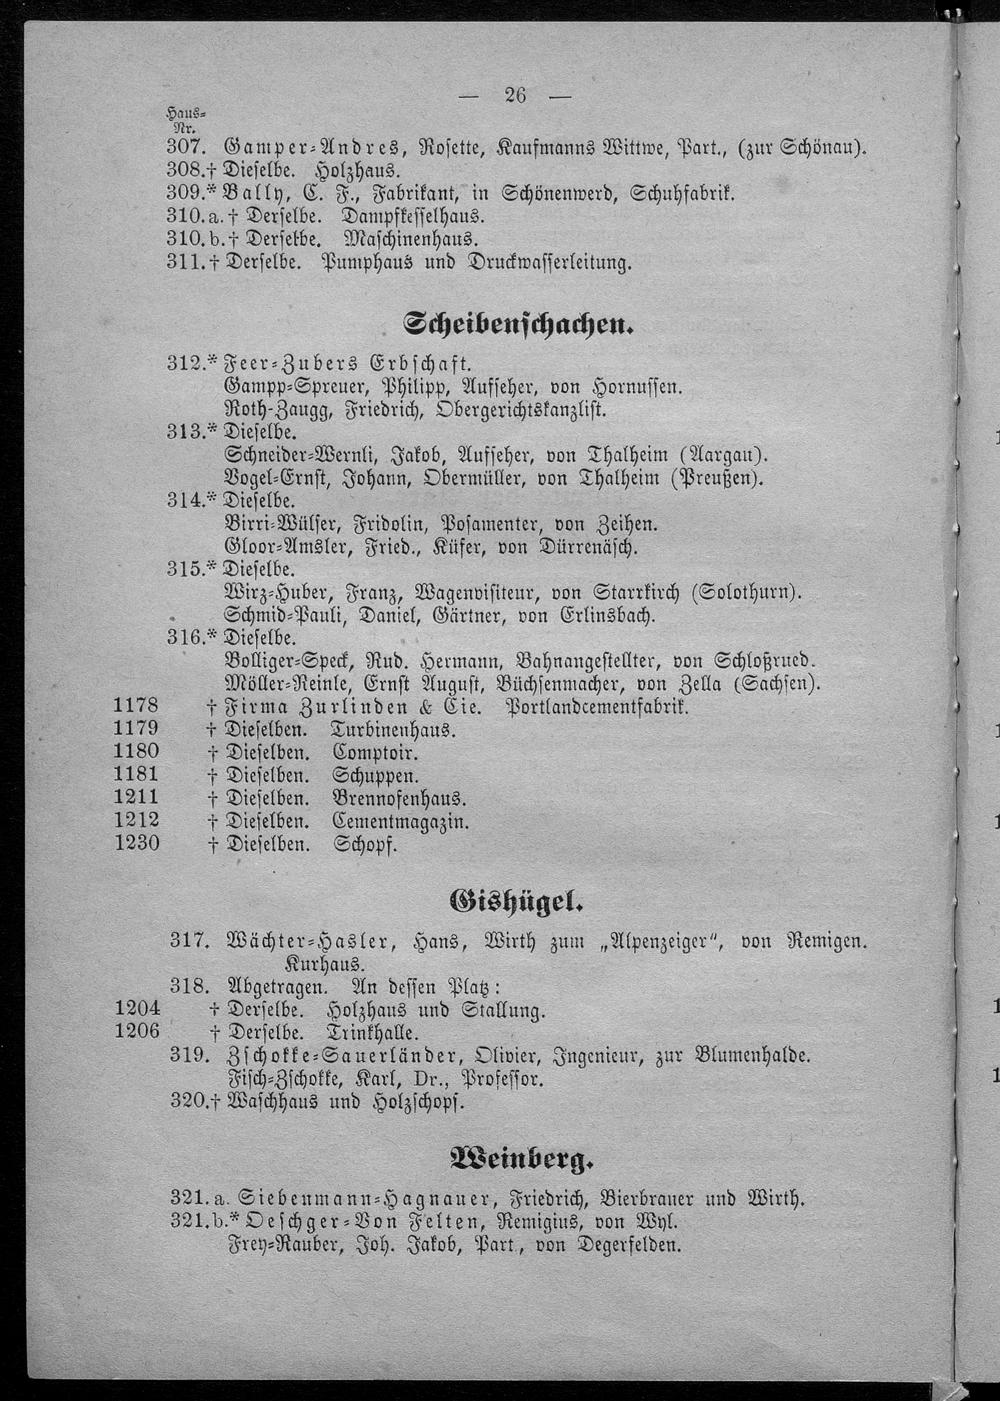 — 26 —
Haus-
Nr.
307. Gamper-Andres, Rosette, Kaufmanns Wittwe, Part., (zur Schönau).
308.† Dieselbe. Holzhaus.
309.* Bally, C. F., Fabrikant, in Schönenwerd, Schuhfabrik.
310.a.† Derselbe. Dampfkesselhaus.
310.b.† Derselbe. Maschinenhaus.
311.† Derselbe. Pumphaus und Druckwasserleitung.
Scheibenschachen.
312.* Feer-Zubers Erbschaft.
Gampp-Spreuer, Philipp, Aufseher, von Hornussen.
Roth-Zaugg, Friedrich, Obergerichtskanzlist.
313.* Dieselbe.
Schneider-Wernli, Jakob, Aufseher, von Thalheim (Aargau).
Vogel-Ernst, Johann, Obermüller, von Thalheim (Preußen).
314.* Dieselbe.
Birri-Wülser, Fridolin, Posamenter, von Zeihen.
Gloor-Amsler, Fried., Küfer, von Dürrenäsch.
315.* Dieselbe.
Wirz-Huber, Franz, Wagenvisiteur, von Starrkirch (Solothurn).
Schmid-Pauli, Daniel, Gärtner, von Erlinsbach.
316.* Dieselbe.
Bolliger-Speck, Rud. Hermann, Bahnangestellter, von Schloßrued.
Möller-Reinle, Ernst August, Büchsenmacher, von Zella (Sachsen).
1178 † Firma Zurlinden & Cie. Portlandcementfabrik.
1179 † Dieselben. Turbinenhaus.
1180 † Dieselben. Comptoir.
1181 † Dieselben. Schuppen.
1211 † Dieselben. Brennofenhaus.
1212 † Dieselben. Cementmagazin.
1230 † Dieselben. Schopf.
Gishügel.
317. Wächter-Hasler, Hans, Wirth zum „Alpenzeiger", von Remigen.
Kurhaus.
318. Abgetragen. An dessen Platz:
1204 † Derselbe. Holzhaus und Stallung.
1206 † Derselbe. Trinkhalle.
319. Zschokke-Sauerländer, Olivier, Ingenieur, zur Blumenhalde.
Fisch-Zschokke, Karl, Dr., Professor.
320.† Waschhaus und Holzschopf.
Weinberg.
321.a. Siebenmann-Hagnauer, Friedrich, Bierbrauer und Wirth.
321.b.* Oeschger-Von Felten, Remigius, von Wyl.
Frey-Rauber, Joh. Jakob, Part., von Degerfelden.